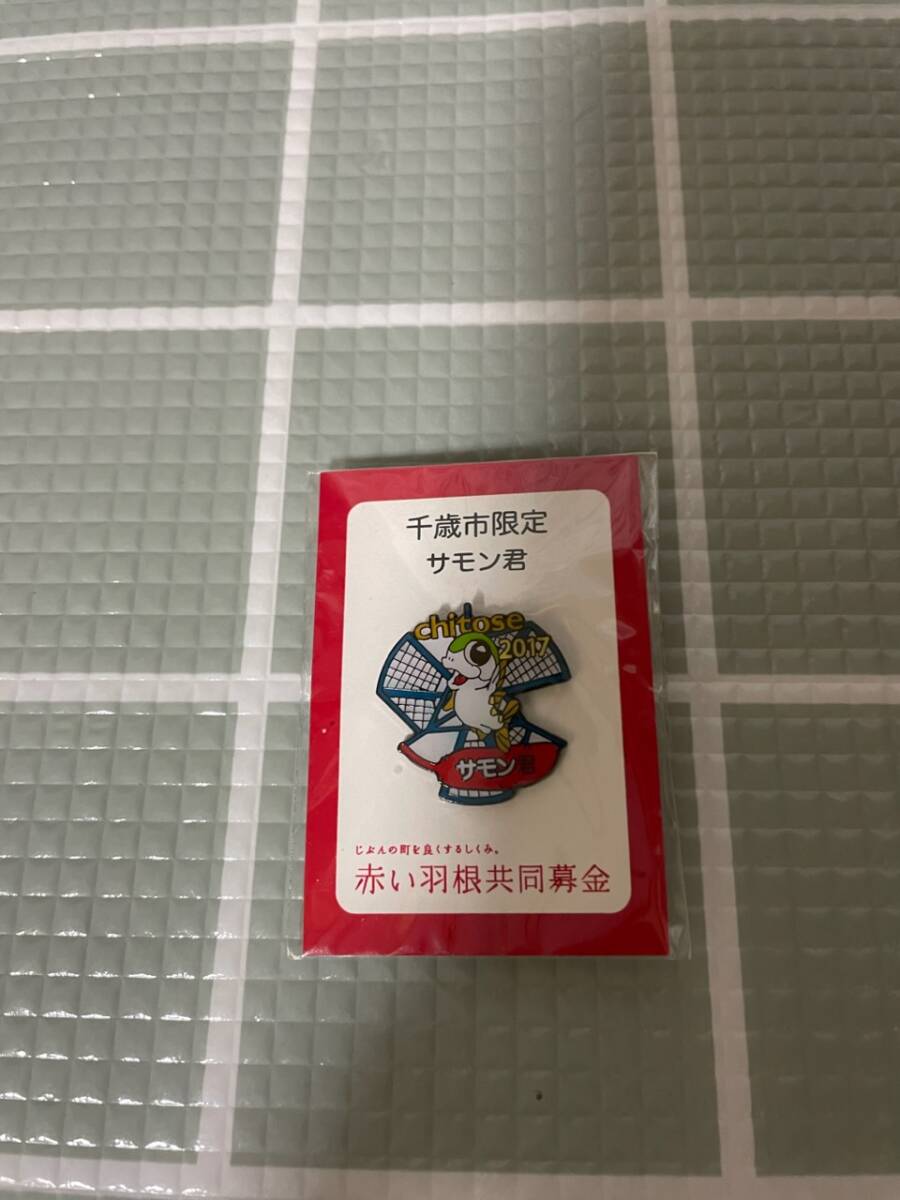 千歳市限定
サモン君
chitose
2017
サモン君
じぶんの町を良くするしくみ。
赤い羽根共同募金